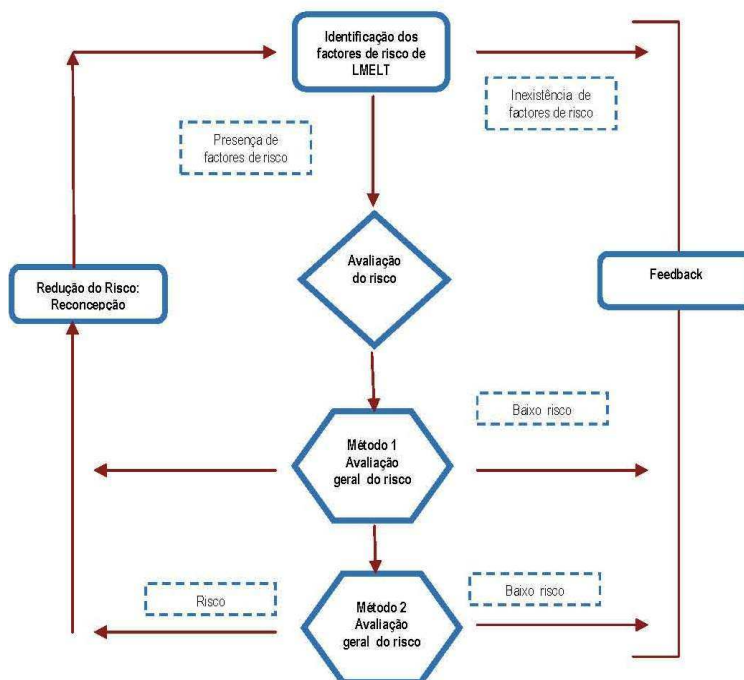 Identificação dos
factores de risco de
LMELT
Inexistência de
factores de risco
Presença de
factores de risco
Avaliação
do risco
Redução do Risco:
Reconcepção
Feedback
Baixo risco
Método 1
Avaliação
geral do risco
Risco
Baixo risco
Método 2
Avaliação
geral do risco